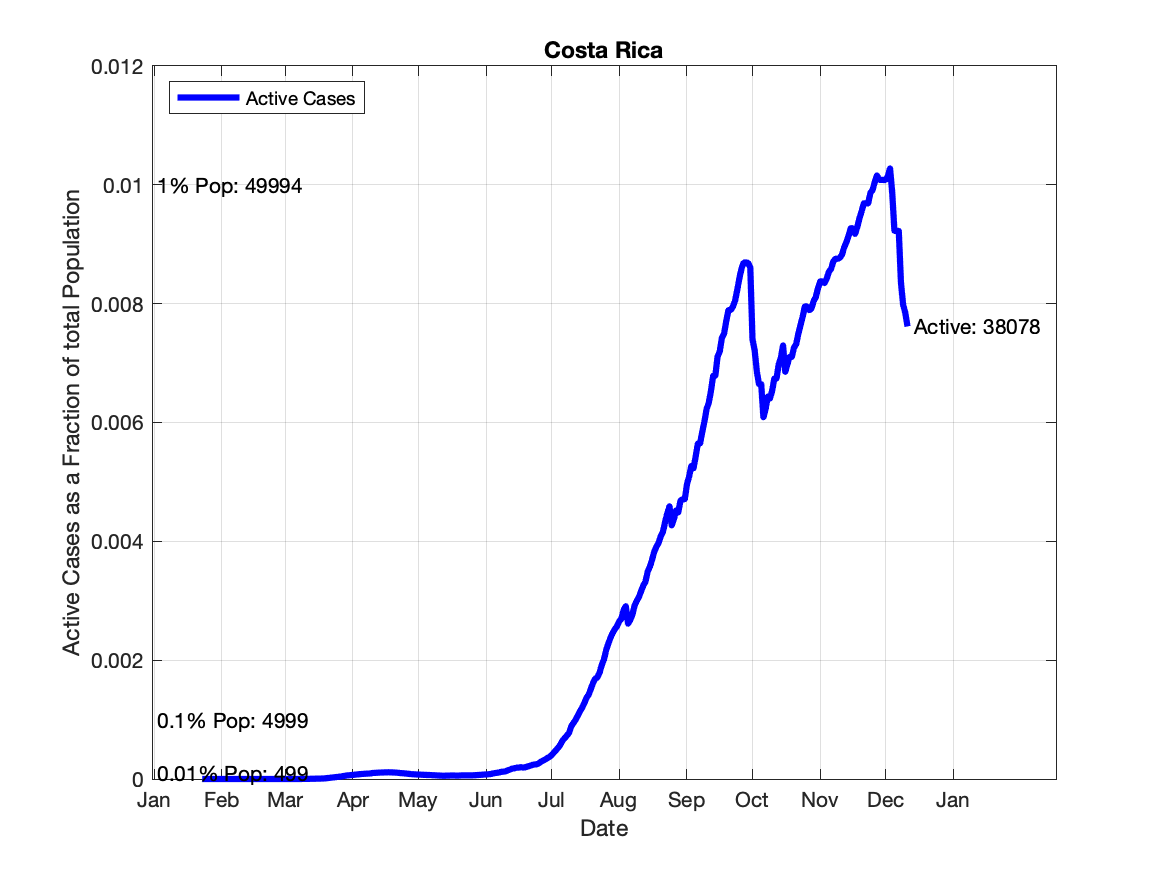 Costa Rica
0.012
Active Cases
0.01
1% Pop: 49994
0.008
Active: 38078
0.006
0.004
0.002
0.1% Pop: 4999
0.01% Pop: 499
0
Jan Feb Mar Apr May Jun Jul Aug Sep Oct Nov Dec Jan
Date
Active Cases as a Fraction of total Population